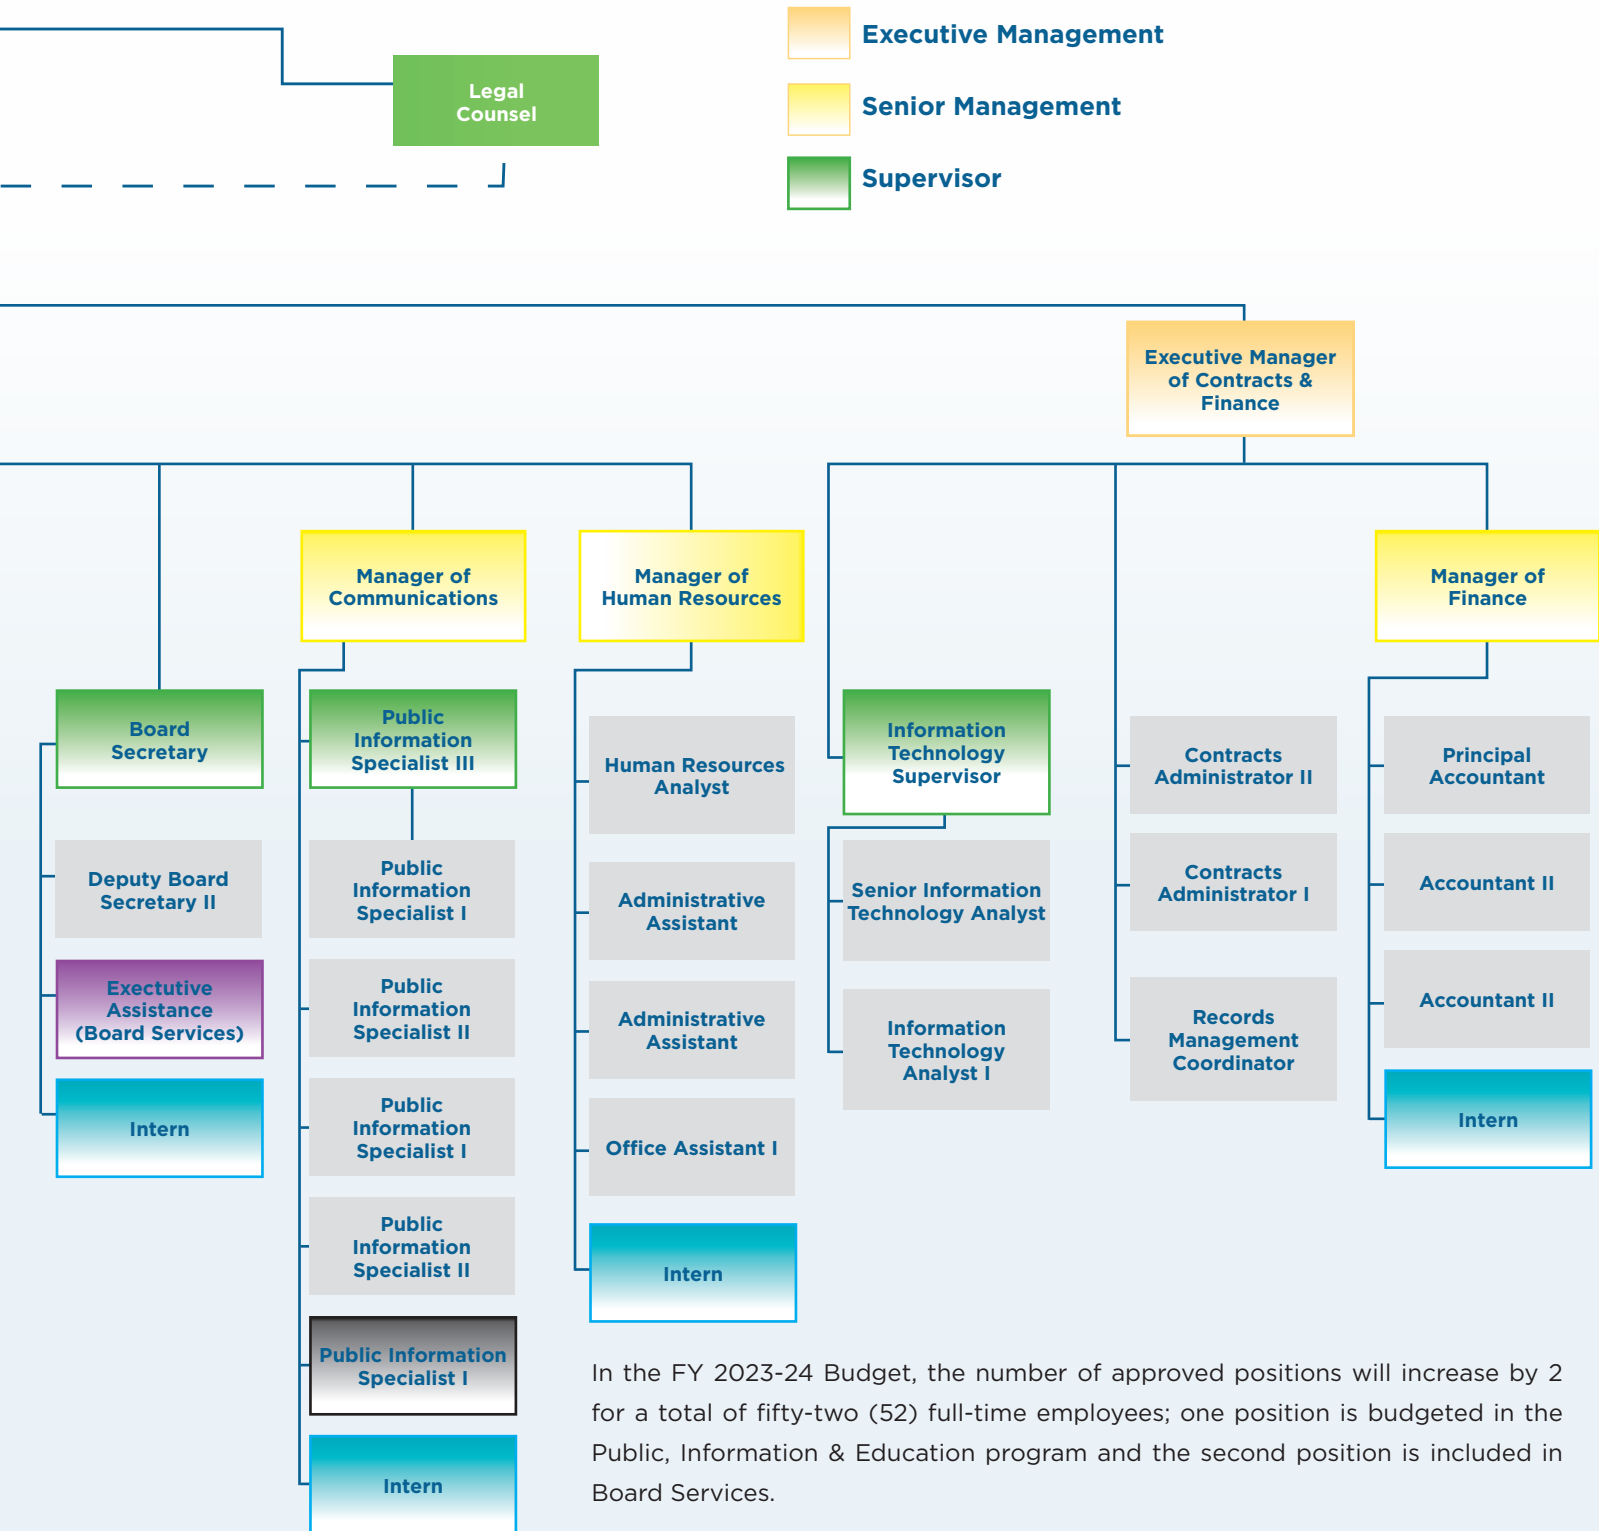 Legal
Counsel
Executive Management
Senior Management
Supervisor
Executive Manager
of Contracts &
Finance
Manager of
Communications
Manager of
Human Resources
Manager of
Finance
Board
Secretary
Deputy Board
Secretary II
Exectutive
Assistance
(Board Services)
Intern
Public
Information
Specialist III
Public
Information
Specialist I
Public
Information
Specialist II
Public
Information
Specialist I
Public
Information
Specialist II
Public Information
Specialist I
Intern
Human Resources
Analyst
Administrative
Assistant
Administrative
Assistant
Office Assistant I
Intern
Information
Technology
Supervisor
Senior Information
Technology Analyst
Information
Technology
Analyst I
Contracts
Administrator II
Contracts
Administrator I
Records
Management
Coordinator
Principal
Accountant
Accountant II
Accountant II
Intern
In the FY 2023-24 Budget, the number of approved positions will increase by 2
for a total of fifty-two (52) full-time employees; one position is budgeted in the
Public, Information & Education program and the second position is included in
Board Services.